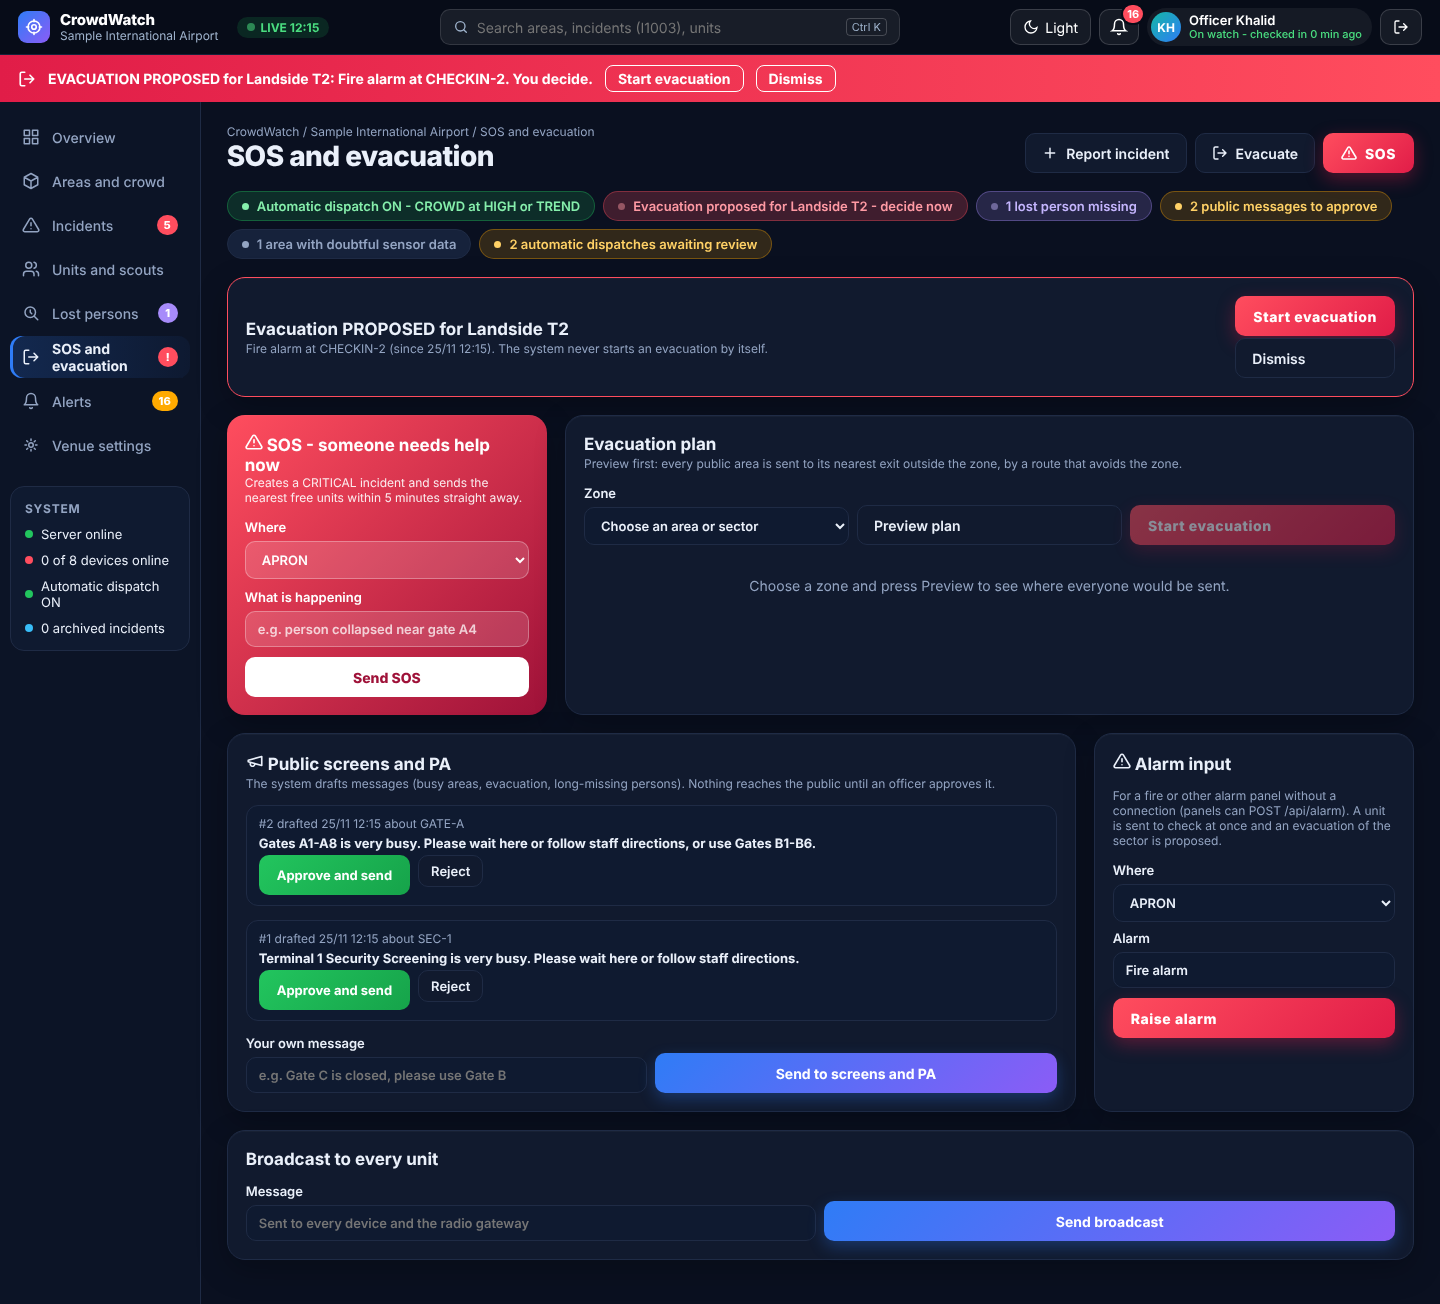 CrowdWatch
Sample International Airport
LIVE 12:15
Search areas, incidents (I1003), units
Ctrl K
Light
16
KH
Officer Khalid
On watch - checked in 0 min ago
EVACUATION PROPOSED for Landside T2: Fire alarm at CHECKIN-2. You decide.
Start evacuation
Dismiss
Overview
Areas and crowd
Incidents
5
Units and scouts
Lost persons
1
SOS and
evacuation
!
Alerts
16
Venue settings
SYSTEM
Server online
0 of 8 devices online
Automatic dispatch
ON
0 archived incidents
CrowdWatch / Sample International Airport / SOS and evacuation
SOS and evacuation
Report incident
Evacuate
SOS
Automatic dispatch ON - CROWD at HIGH or TREND
Evacuation proposed for Landside T2 - decide now
1 lost person missing
2 public messages to approve
1 area with doubtful sensor data
2 automatic dispatches awaiting review
Evacuation PROPOSED for Landside T2
Fire alarm at CHECKIN-2 (since 25/11 12:15). The system never starts an evacuation by itself.
Start evacuation
Dismiss
SOS - someone needs help
now
Creates a CRITICAL incident and sends the
nearest free units within 5 minutes straight away.
Where
APRON
What is happening
e.g. person collapsed near gate A4
Send SOS
Evacuation plan
Preview first: every public area is sent to its nearest exit outside the zone, by a route that avoids the zone.
Zone
Choose an area or sector
Preview plan
Start evacuation
Choose a zone and press Preview to see where everyone would be sent.
Public screens and PA
The system drafts messages (busy areas, evacuation, long-missing persons). Nothing reaches the public until an officer approves it.
#2 drafted 25/11 12:15 about GATE-A
Gates A1-A8 is very busy. Please wait here or follow staff directions, or use Gates B1-B6.
Approve and send
Reject
#1 drafted 25/11 12:15 about SEC-1
Terminal 1 Security Screening is very busy. Please wait here or follow staff directions.
Approve and send
Reject
Your own message
e.g. Gate C is closed, please use Gate B
Send to screens and PA
Alarm input
For a fire or other alarm panel without a
connection (panels can POST /api/alarm). A unit
is sent to check at once and an evacuation of the
sector is proposed.
Where
APRON
Alarm
Fire alarm
Raise alarm
Broadcast to every unit
Message
Sent to every device and the radio gateway
Send broadcast